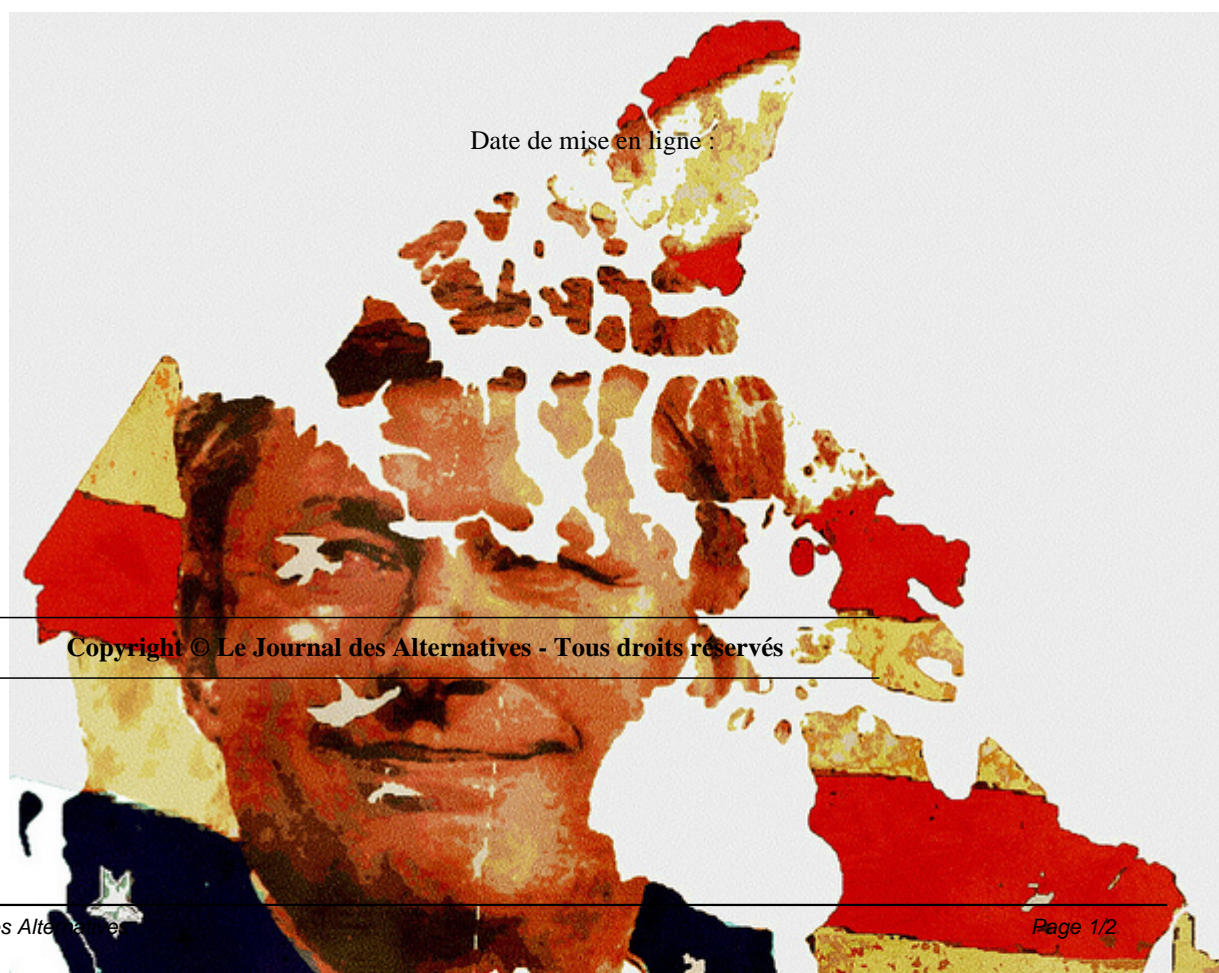 Date de mise en ligne :
Copyright © Le Journal des Alternatives - Tous droits réservés
Page 1/2